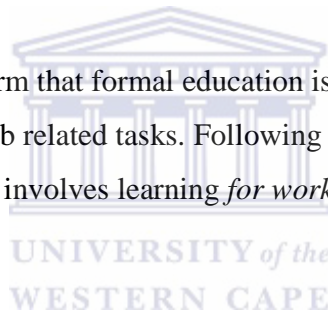 rm that formal education is
b related tasks. Following
involves learning for work
UNIVERSITY of the
WESTERN CAPE